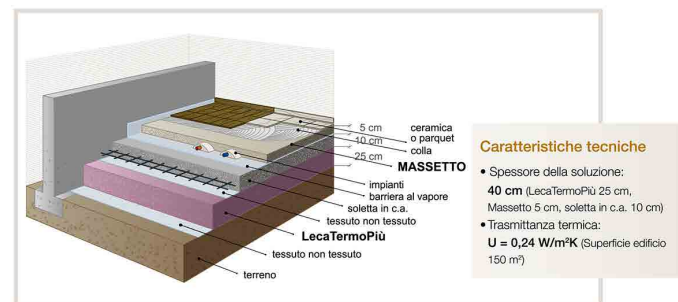 5 cm
10 cm
25 cm
ceramica
o parquet
colla
MASSETTO
impianti
barriera al vapore
soletta in c.a.
tessuto non tessuto
LecaTermoPiù
tessuto non tessuto
terreno
Caratteristiche tecniche
• Spessore della soluzione:
40 cm (LecaTermoPiù 25 cm,
Massetto 5 cm, soletta in c.a. 10 cm)
• Trasmittanza termica:
U = 0,24 W/m²K (Superficie edificio
150 m²)